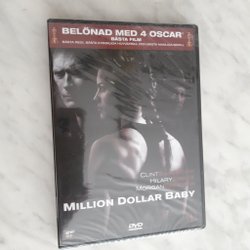 BELÖNAD MED 4 OSCAR®
BÄSTA FILM
CLINT
HILARY
MORGAN
MILLION DOLLAR BABY
DVD